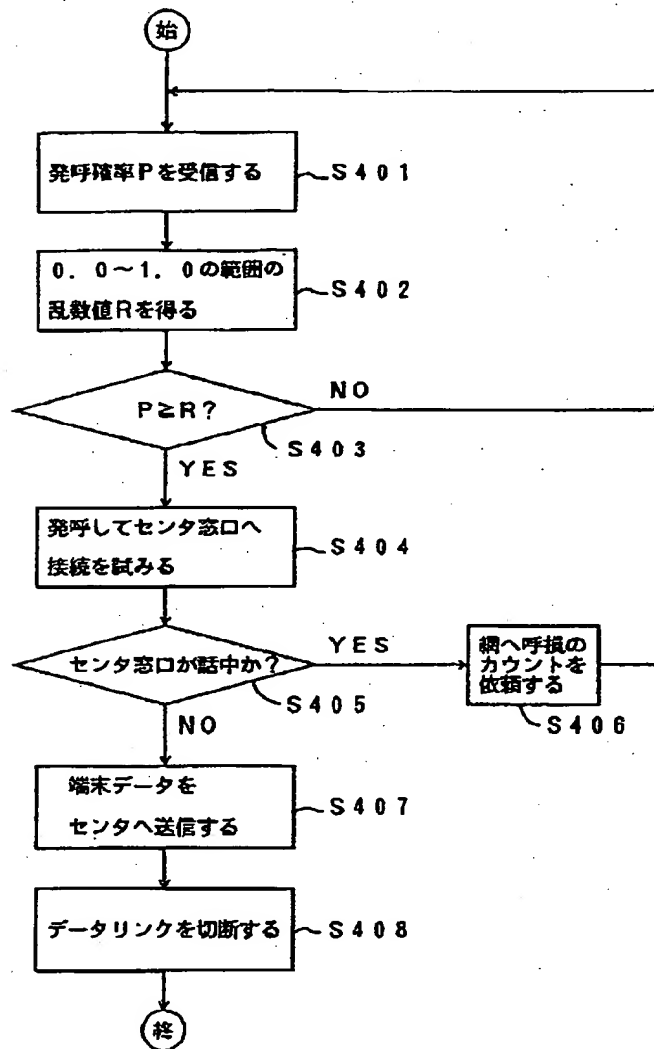 始
発呼確率Pを受信する
S401
0．0～1．0の範囲の
乱数値Rを得る
S402
P≧R？
NO
S403
YES
発呼してセンタ窓口へ
接続を試みる
S404
センタ窓口が話中か？
YES
S405
NO
網へ呼損の
カウントを
依頼する
S406
端末データを
センタへ送信する
S407
データリンクを切断する
S408
終